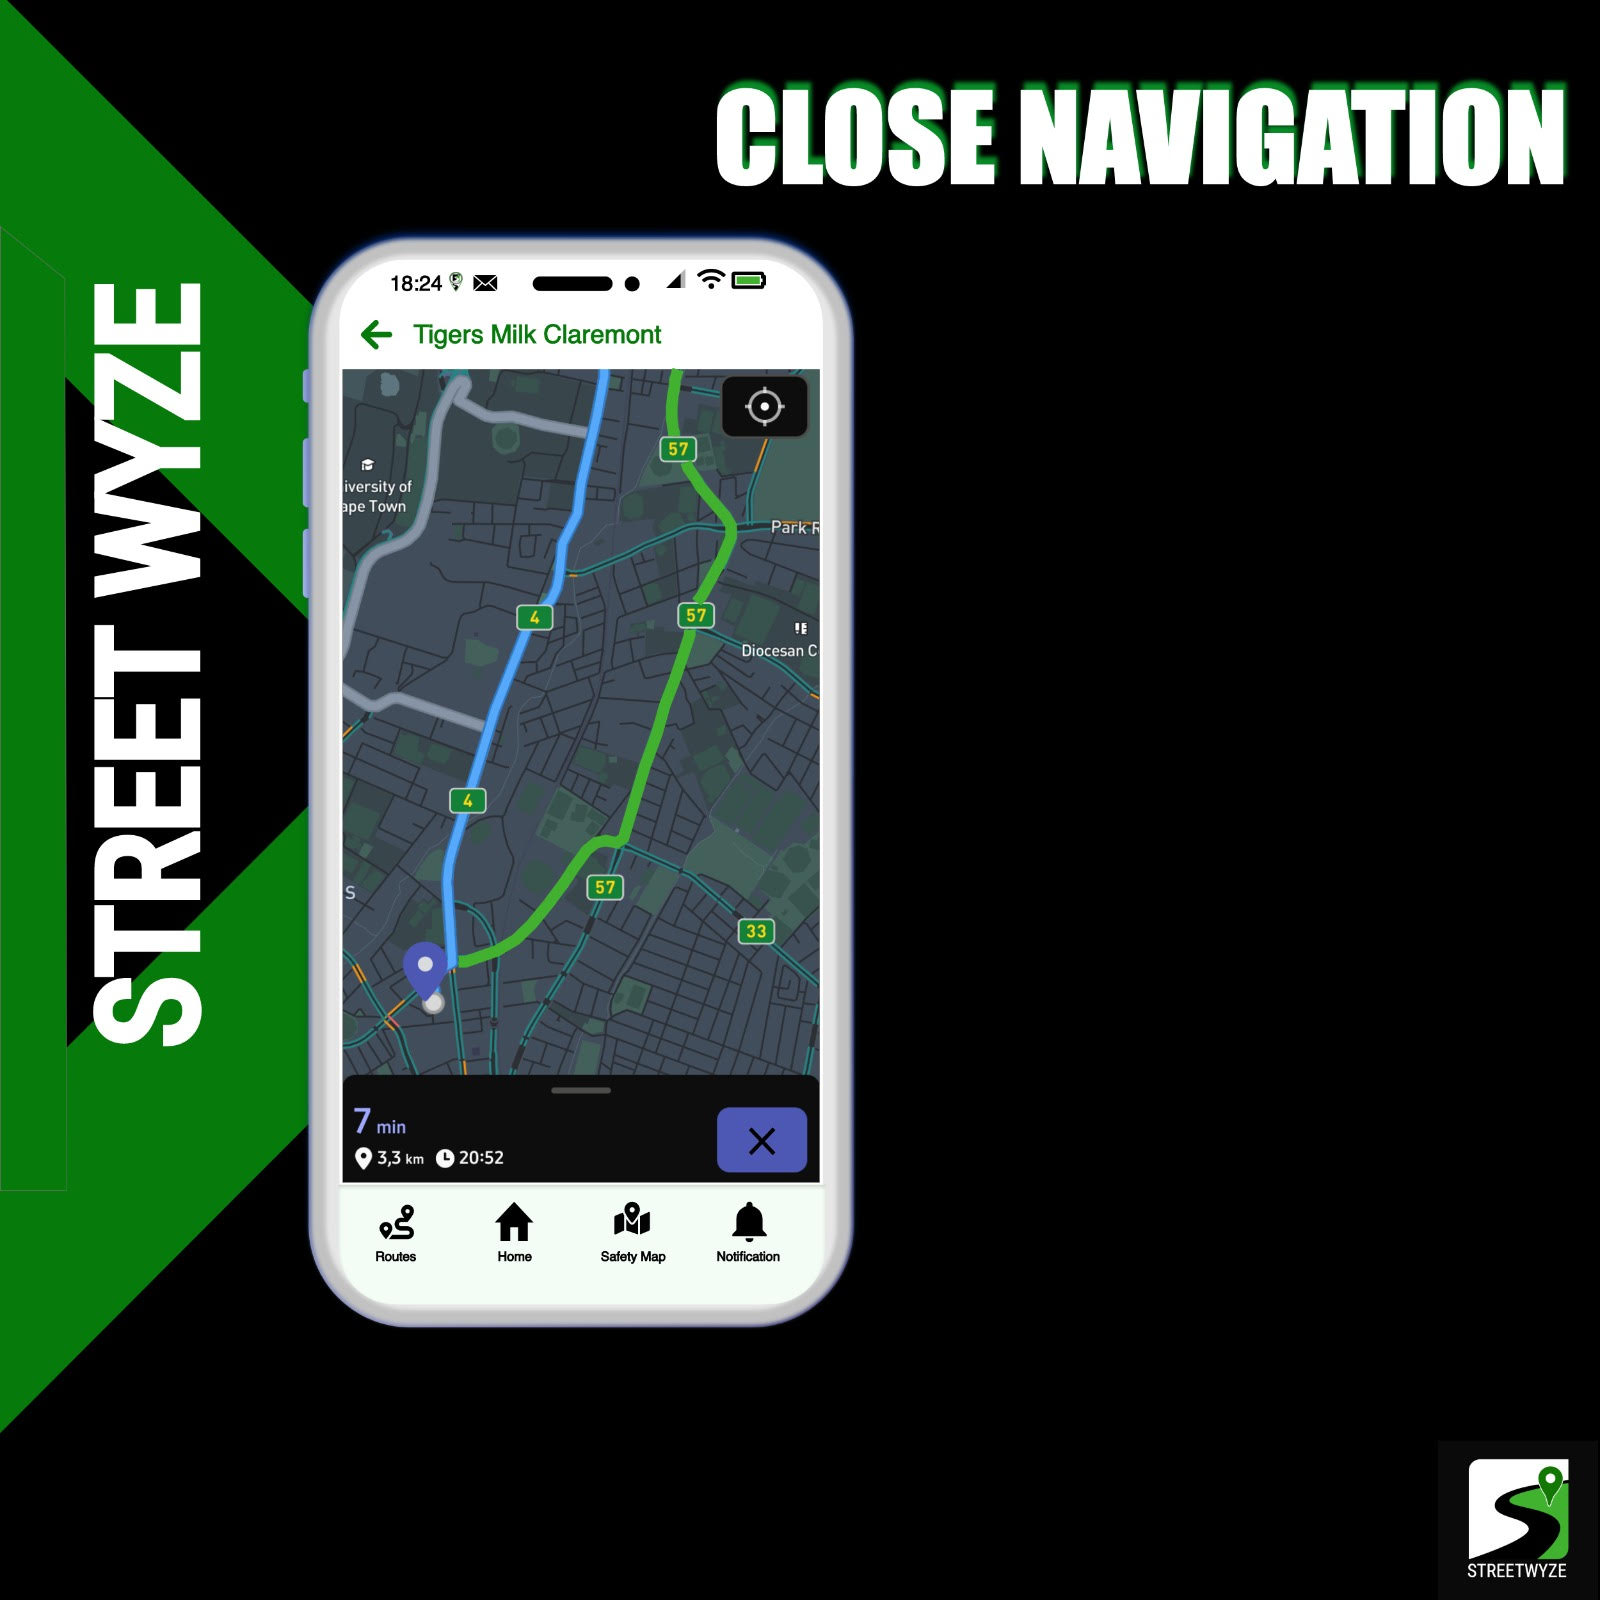 CLOSE NAVIGATION
STREET WYZE
18:24
Tigers Milk Claremont
57
iversity of
ape Town
Park R
4
57
Diocesan C
4
57
S
33
7 min
3,3 km 20:52
Routes
Home
Safety Map
Notification
STREETWYZE